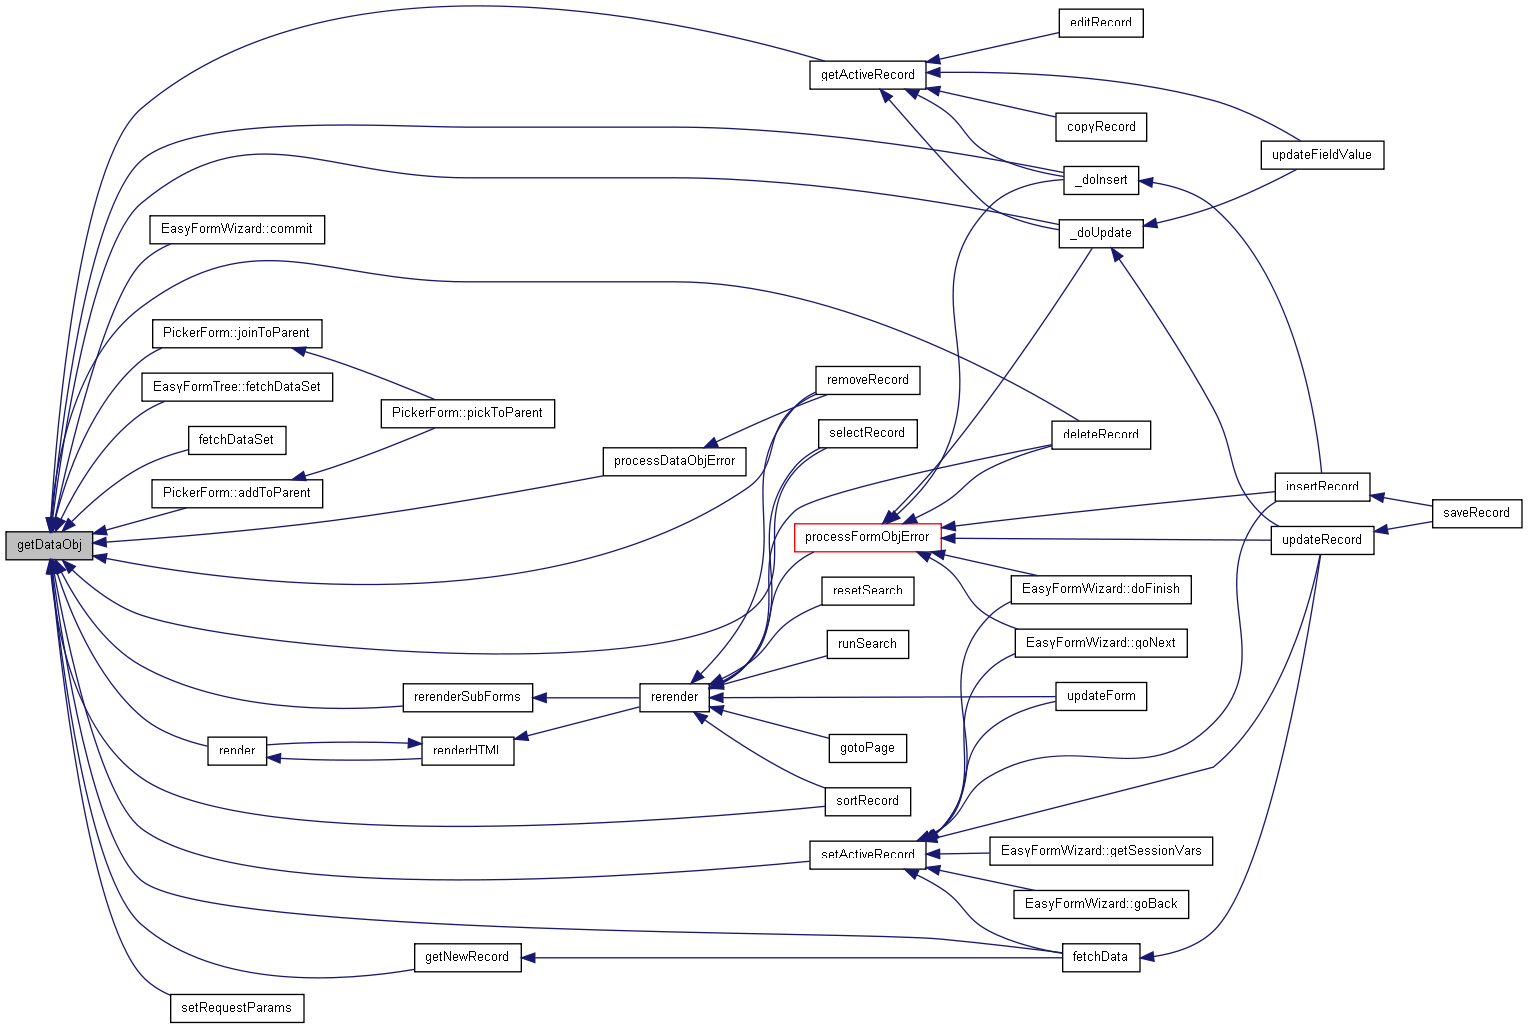 editRecord
getActiveRecord
copyRecord
updateFieldValue
_doInsert
_doUpdate
EasyFormWizard::commit
PickerForm::joinToParent
EasyFormTree::fetchDataSet
removeRecord
PickerForm::pickToParent
fetchDataSet
selectRecord
deleteRecord
processDataObjError
PickerForm::addToParent
insertRecord
saveRecord
getDataObj
processFormObjError
updateRecord
resetSearch
EasyFormWizard::doFinish
runSearch
EasyFormWizard::goNext
rerenderSubForms
rerender
updateForm
render
renderHTML
gotoPage
sortRecord
setActiveRecord
EasyFormWizard::getSessionVars
EasyFormWizard::goBack
getNewRecord
fetchData
setRequestParams